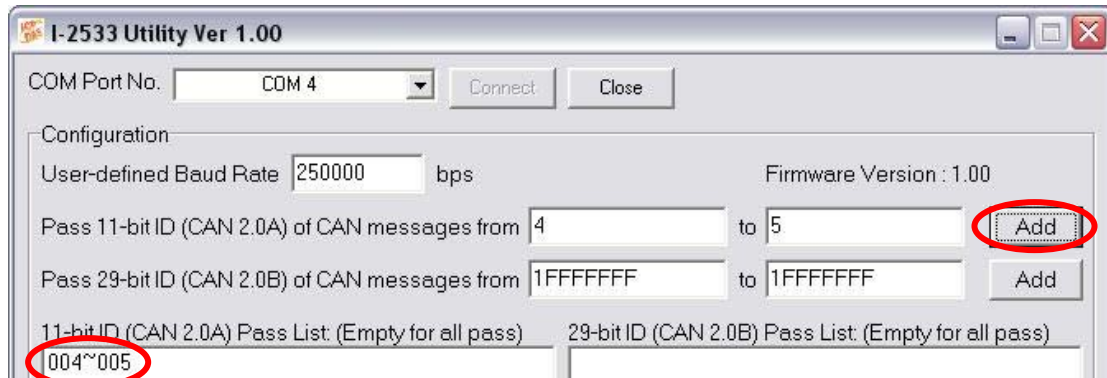 I-2533 Utility Ver 1.00
COM Port No. COM 4 Connect Close
Configuration
User-defined Baud Rate 250000 bps Firmware Version : 1.00
Pass 11-bit ID (CAN 2.0A) of CAN messages from 4 to 5 Add
Pass 29-bit ID (CAN 2.0B) of CAN messages from 1FFFFFFF to 1FFFFFFF Add
11-bit ID (CAN 2.0A) Pass List: (Empty for all pass) 29-bit ID (CAN 2.0B) Pass List: (Empty for all pass)
004~005